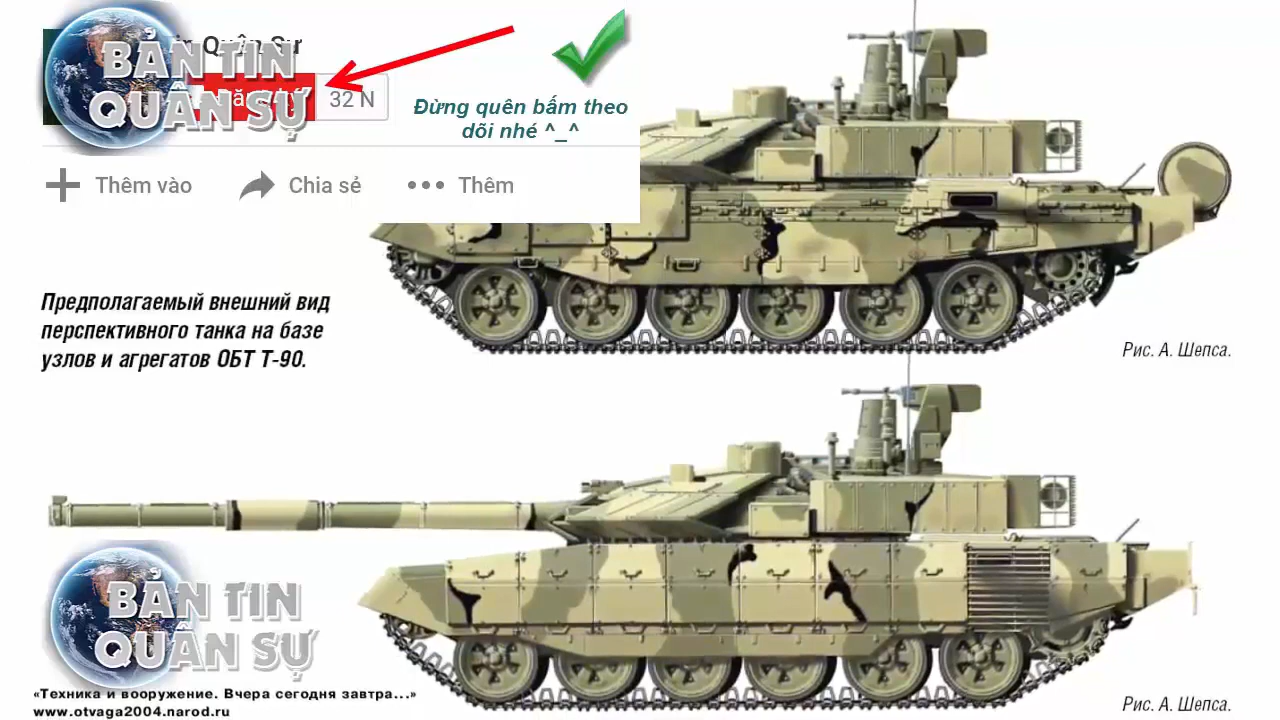 BẢN TIN
QUÂN SỰ
Quân Sự
32 N
Đừng quên bấm theo
dõi nhé ^_^
Thêm vào
Chia sẻ
Thêm
Предполагаемый внешний вид
перспективного танка на базе
узлов и агрегатов ОБТ Т-90.
Рис. А. Шепса.
BẢN TIN
QUÂN SỰ
«Техника и вооружение. Вчера сегодня завтра...»
www.otvaga2004.narod.ru
Рис. А. Шепса.